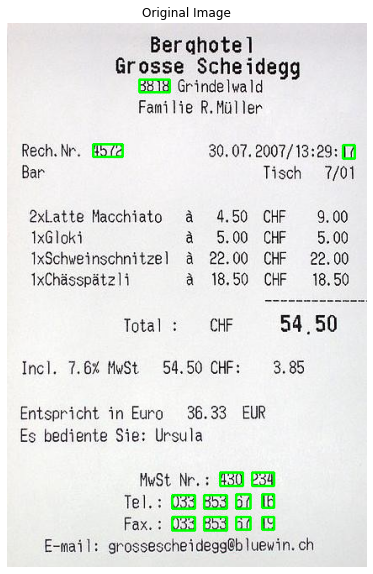 Original Image
Berghotel
Grosse Scheidegg
3818 Grindelwald
Familie R.Müller
Rech.Nr. 4572 30.07.2007/13:29:17
Bar Tisch 7/01
2xLatte Macchiato à 4.50 CHF 9.00
1xGloki à 5.00 CHF 5.00
1xSchweinschnitzel à 22.00 CHF 22.00
1xChässpätzli à 18.50 CHF 18.50
Total : CHF 54.50
Incl. 7.6% MwSt 54.50 CHF: 3.85
Entspricht in Euro 36.33 EUR
Es bediente Sie: Ursula
MwSt Nr.: 430 234
Tel.: 033 853 67 16
Fax.: 033 853 67 19
E-mail: grossescheidegg@bluewin.ch